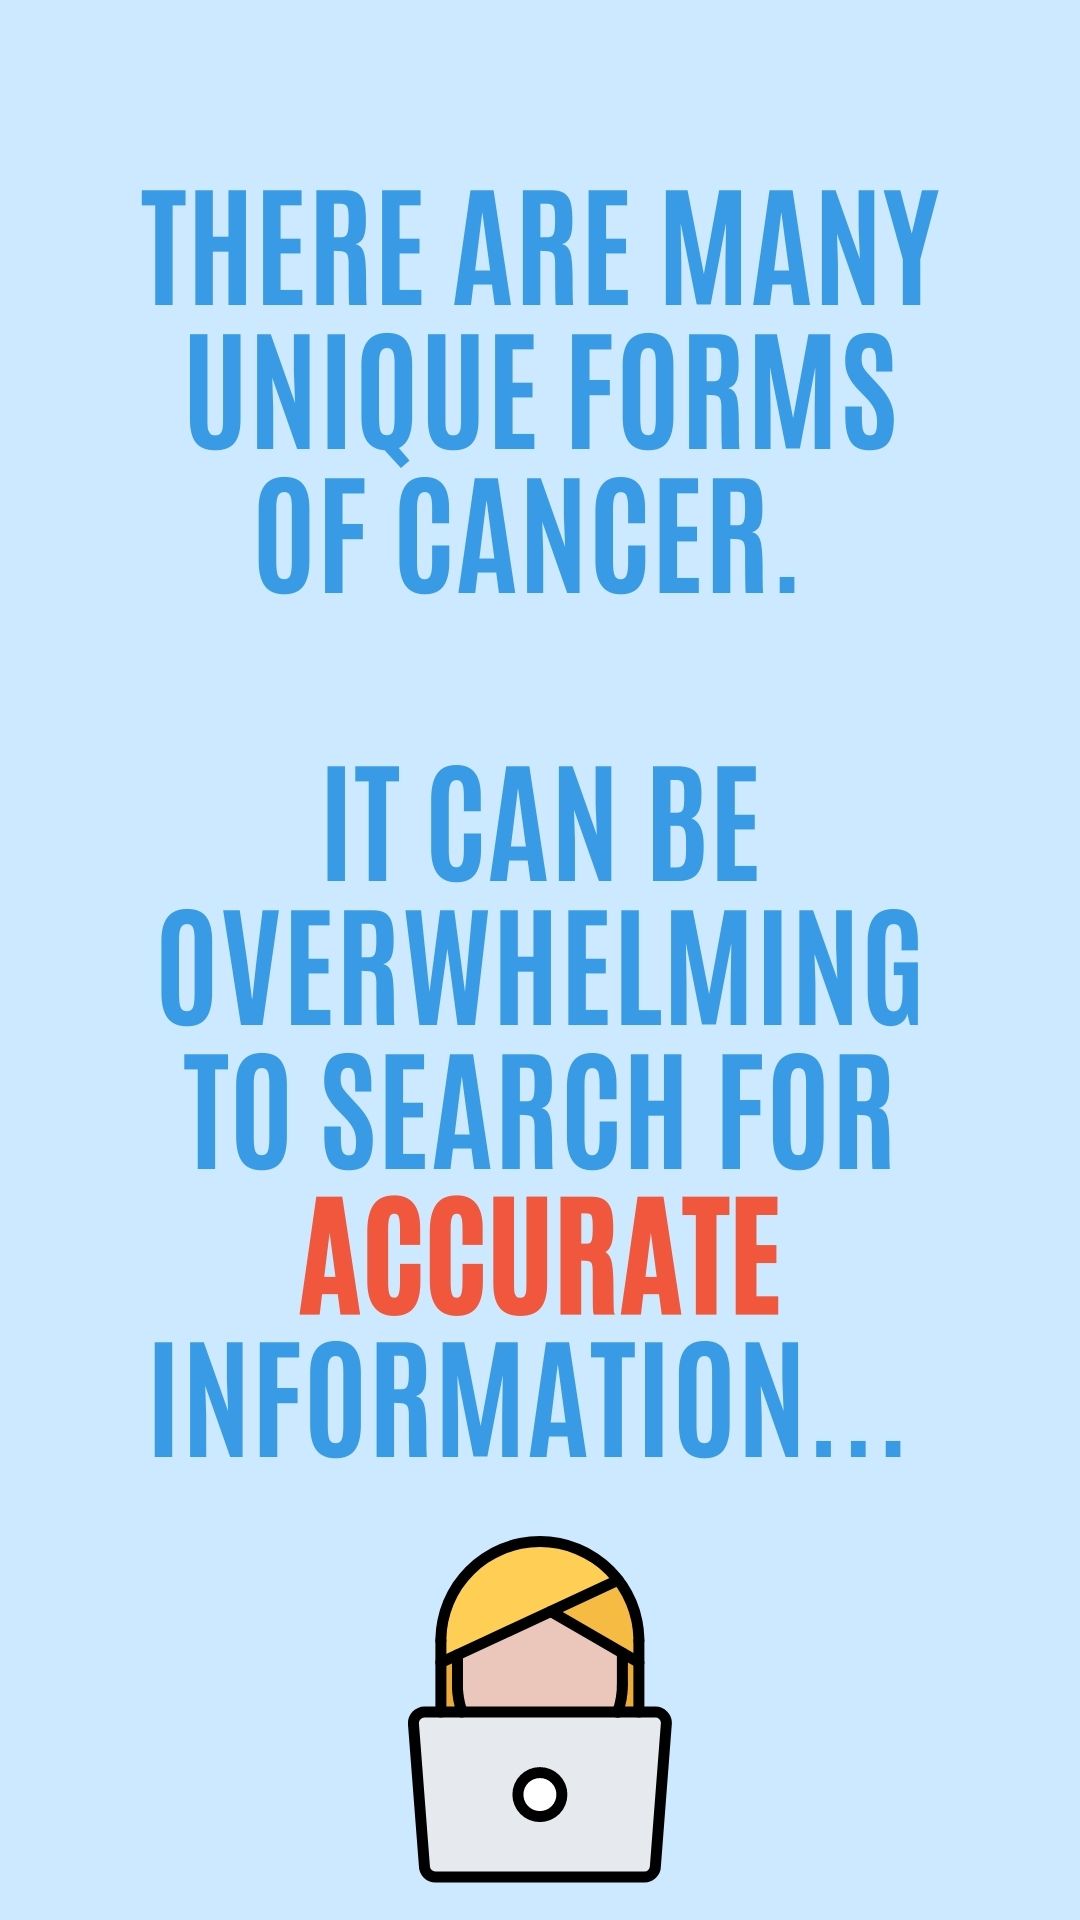 THERE ARE MANY
UNIQUE FORMS
OF CANCER.
IT CAN BE
OVERWHELMING
TO SEARCH FOR
ACCURATE
INFORMATION...